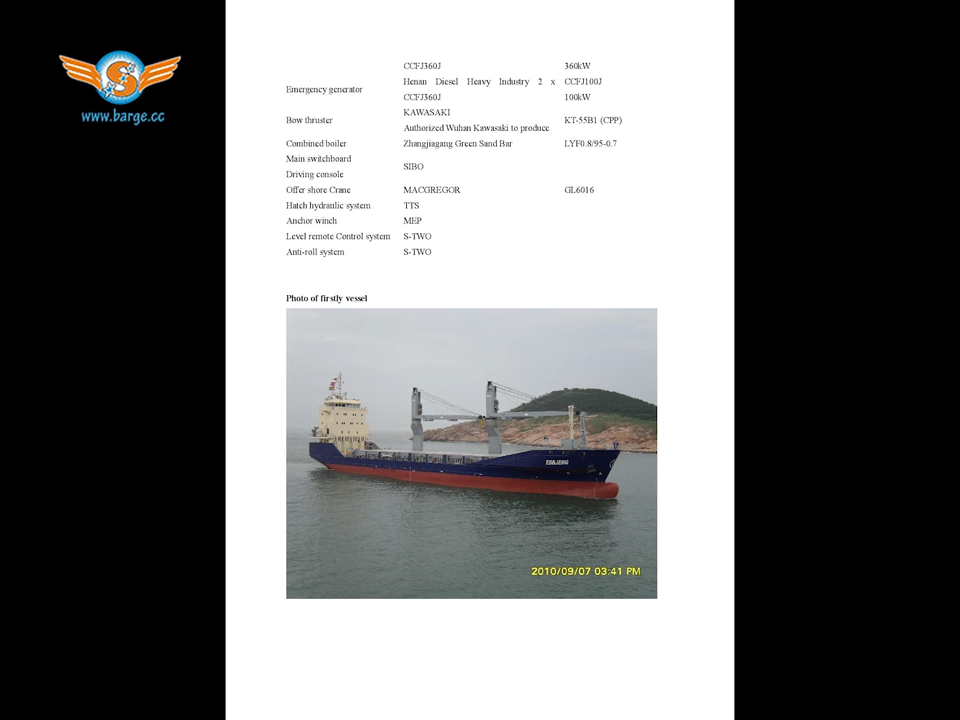 S
www.barge.cc
CCFJ360J 360kW
Henan Diesel Heavy Industry 2 x CCFJ100J
Emergency generator
CCFJ360J 100kW
KAWASAKI
Bow thruster KT-55B1 (CPP)
Authorized Wuhan Kawasaki to produce
Combined boiler Zhangjiagang Green Sand Bar LYF0.8/95-0.7
Main switchboard
SIBO
Driving console
Offer shore Crane MACGREGOR GL6016
Hatch hydraulic system TTS
Anchor winch MEP
Level remote Control system S-TWO
Anti-roll system S-TWO
Photo of firstly vessel
ESBJERG
2010/09/07 03:41 PM